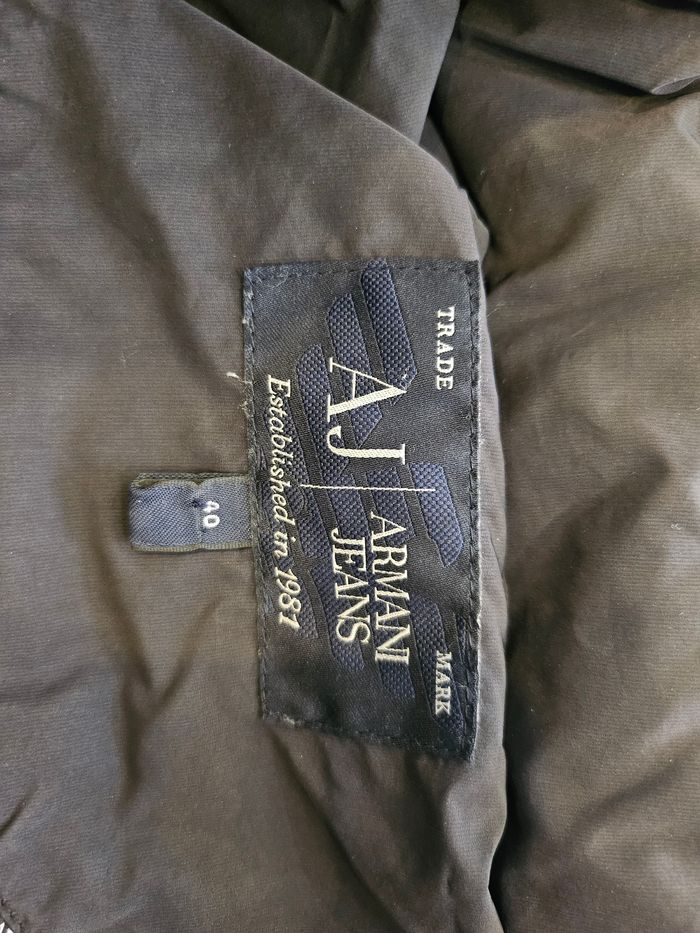 TRADE MARK
AJ | ARMANI
JEANS
Established in 1981
40